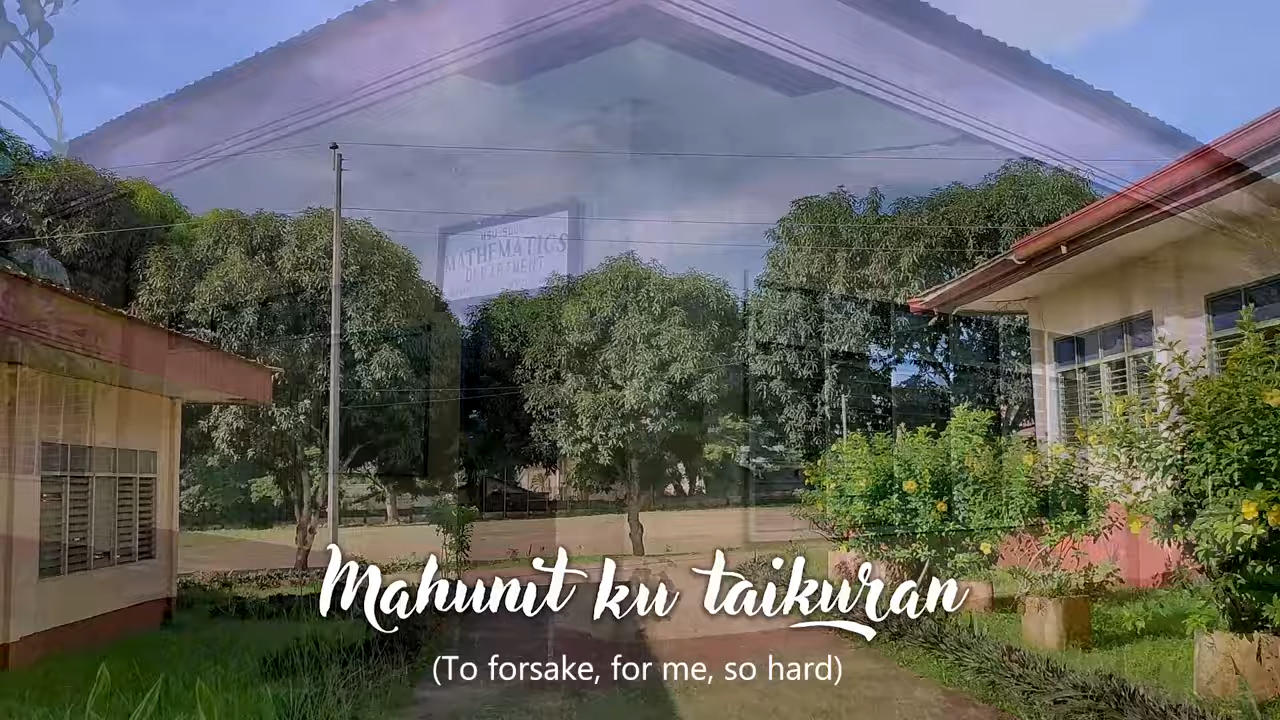 MATHEMATICS
DEPARTMENT
Mahunit ku taikuran
(To forsake, for me, so hard)